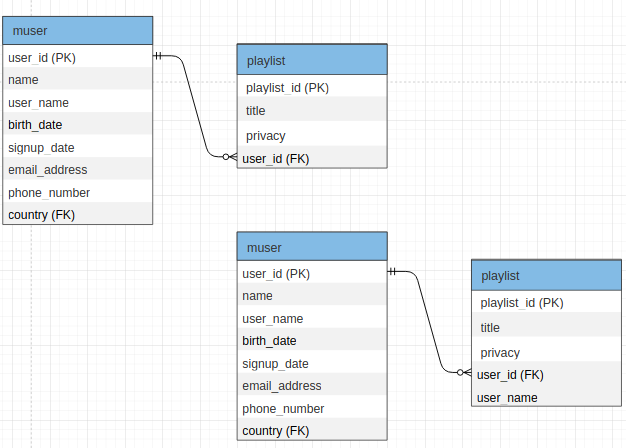 muser
user_id (PK)
name
user_name
birth_date
signup_date
email_address
phone_number
country (FK)
playlist
playlist_id (PK)
title
privacy
user_id (FK)
muser
user_id (PK)
name
user_name
birth_date
signup_date
email_address
phone_number
country (FK)
playlist
playlist_id (PK)
title
privacy
user_id (FK)
user_name